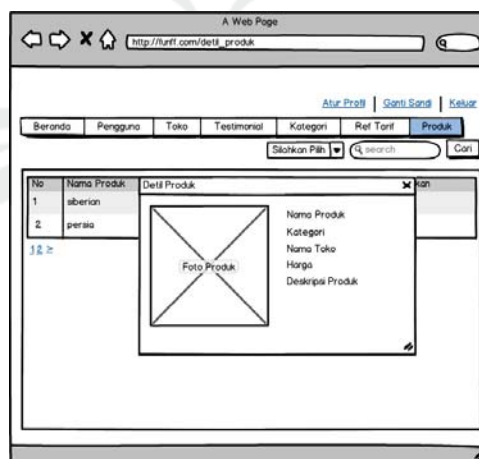 A Web Page
http://furff.com/detil_produk
Atur Profil | Ganti Sandi | Keluar
Beranda Pengguna Toko Testimonial Kategori Ref Tarif Produk
Silahkan Pilih search Cari
No Nama Produk Detil Produk kan
1 siberian
2 persia
Nama Produk
Kategori
Nama Toko
Harga
Deskripsi Produk
Foto Produk
1 2 >